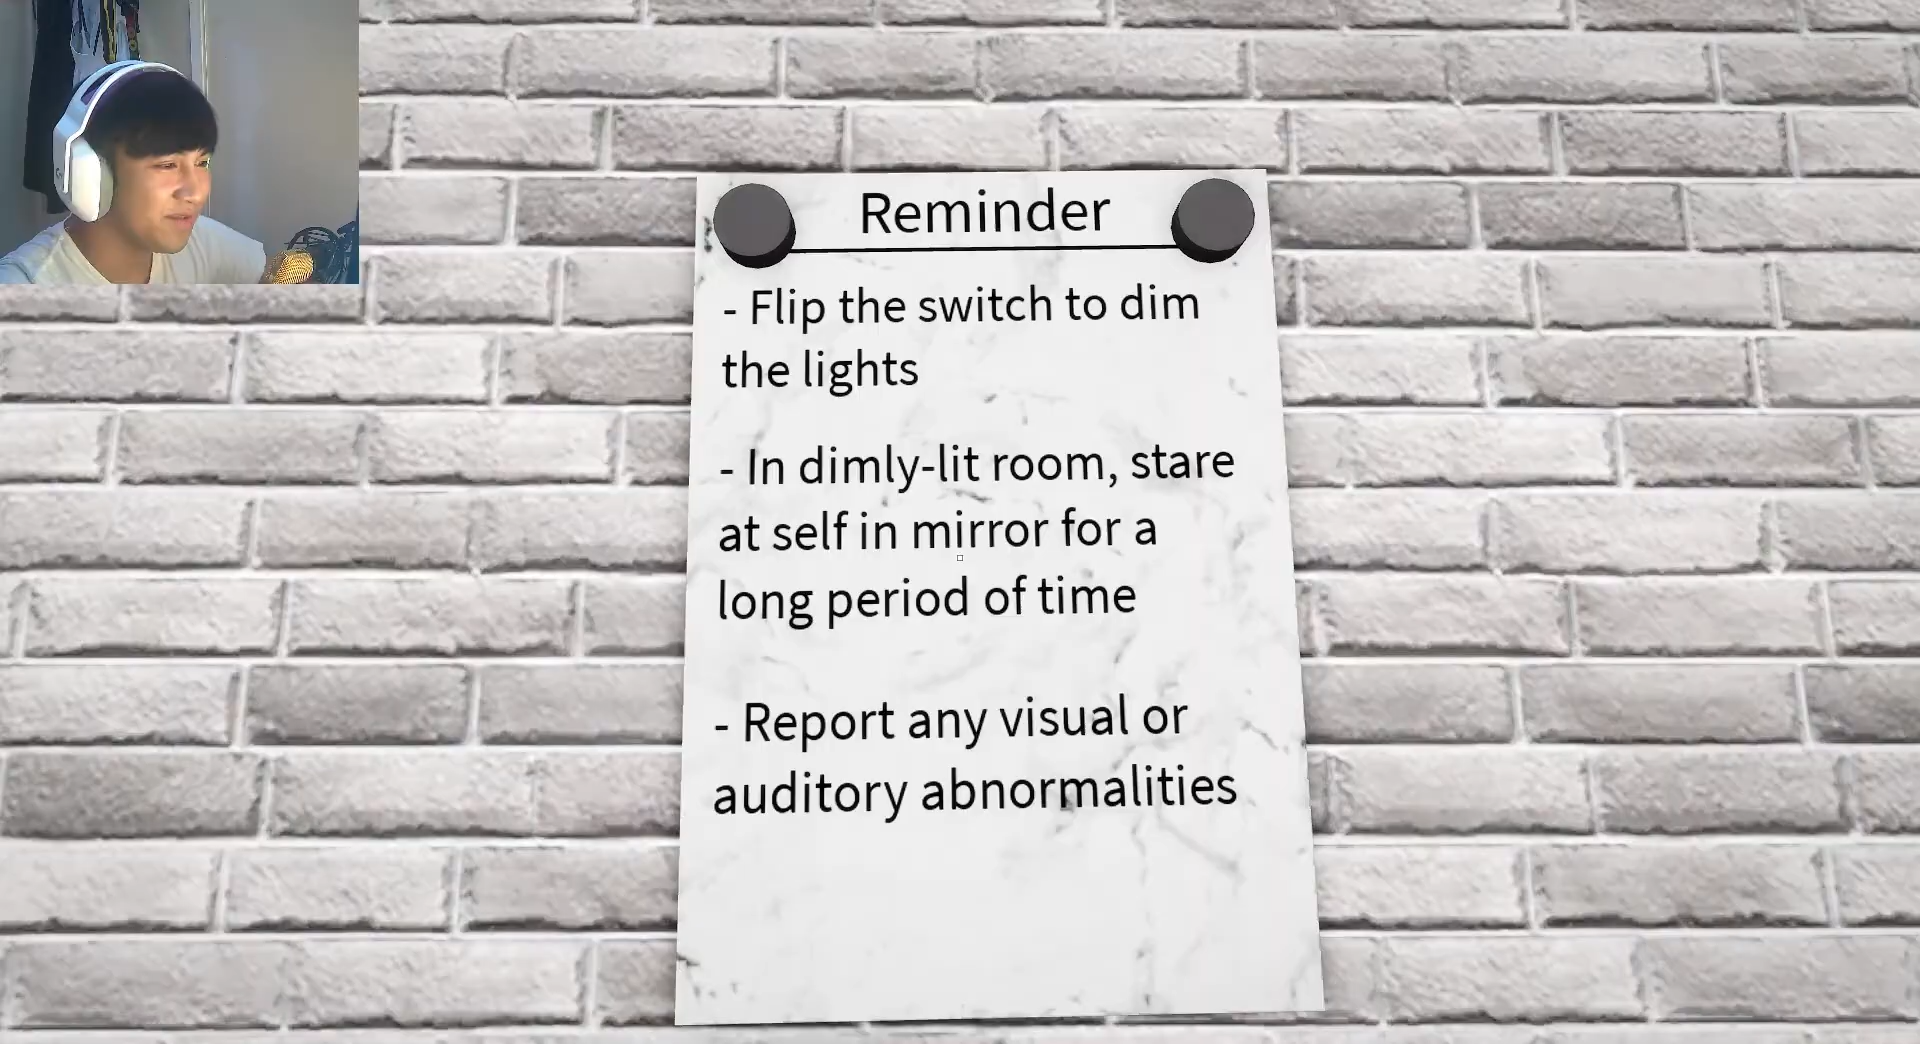 Reminder
- Flip the switch to dim
the lights
- In dimly-lit room, stare
at self in mirror for a
long period of time
- Report any visual or
auditory abnormalities